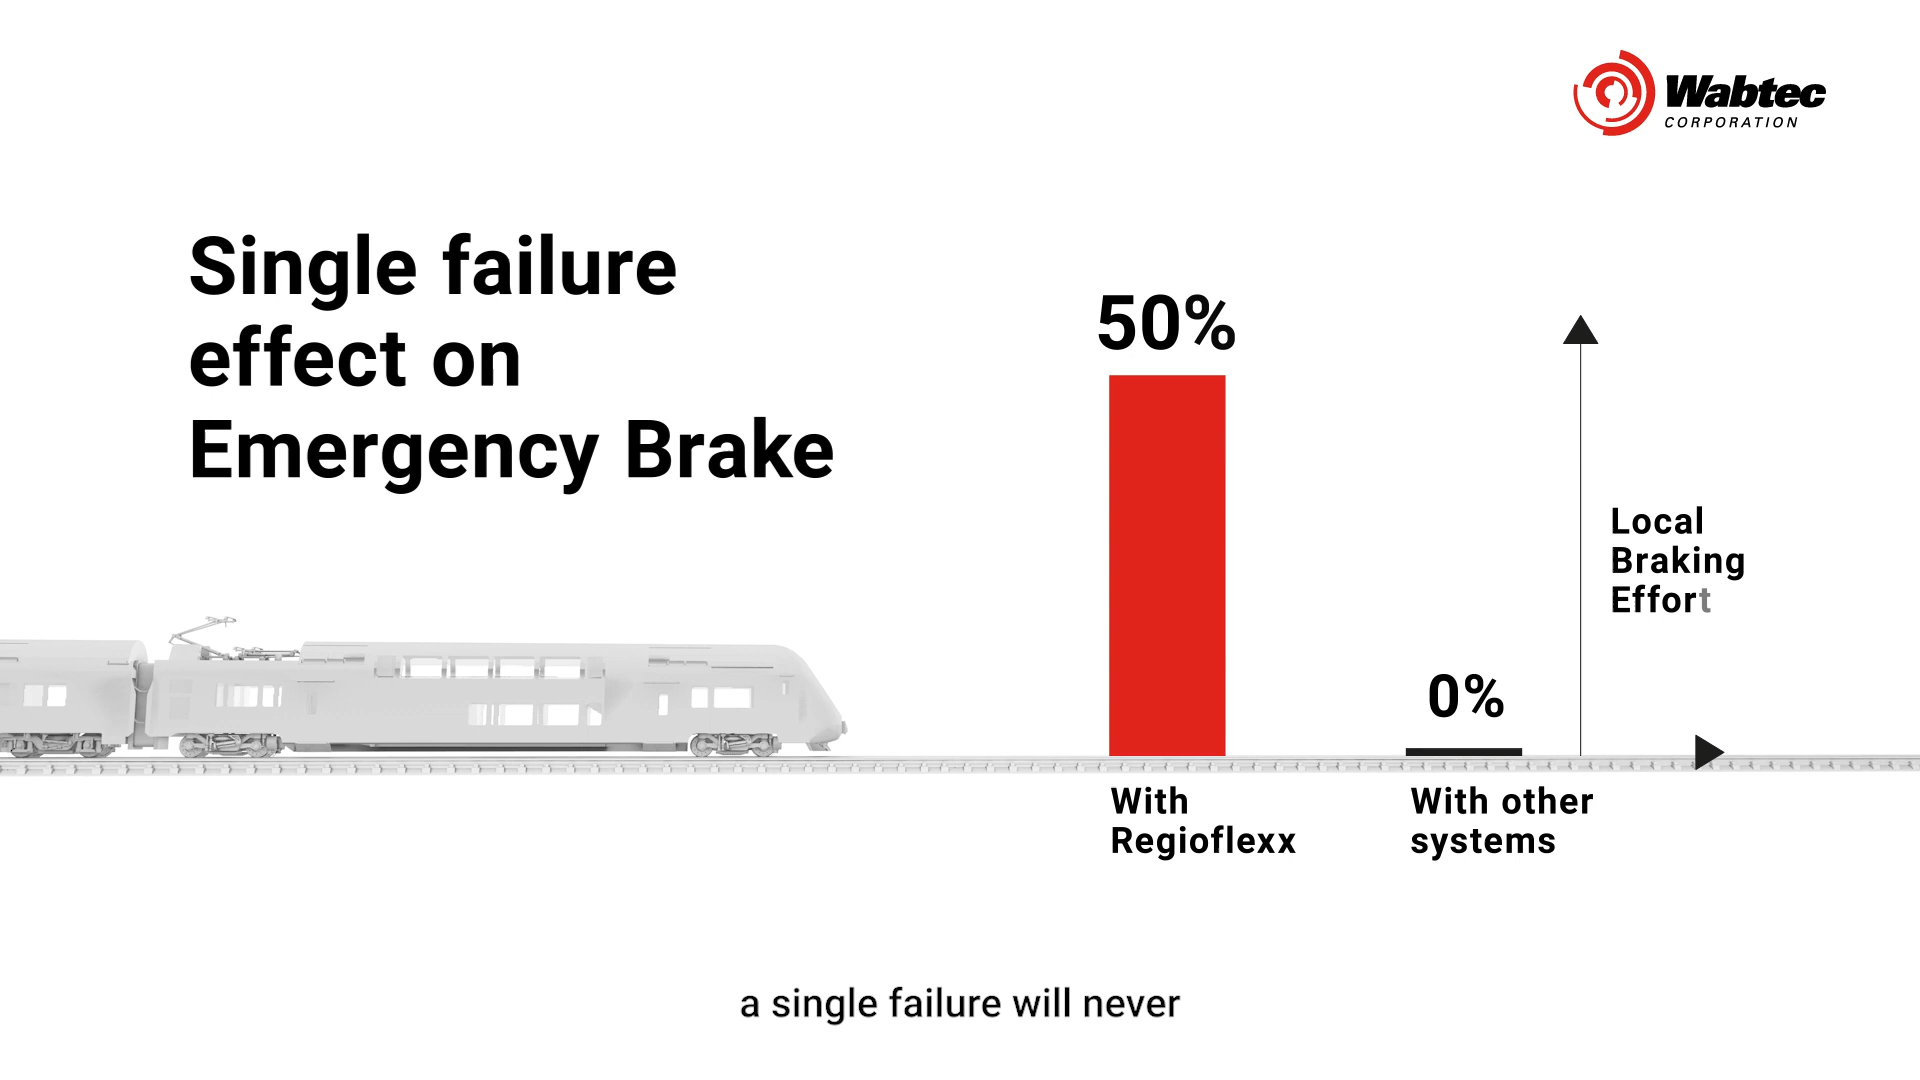 Wabtec
CORPORATION
Single failure
effect on
Emergency Brake
50%
0%
Local
Braking
Effort
With
Regioflexx
With other
systems
a single failure will never